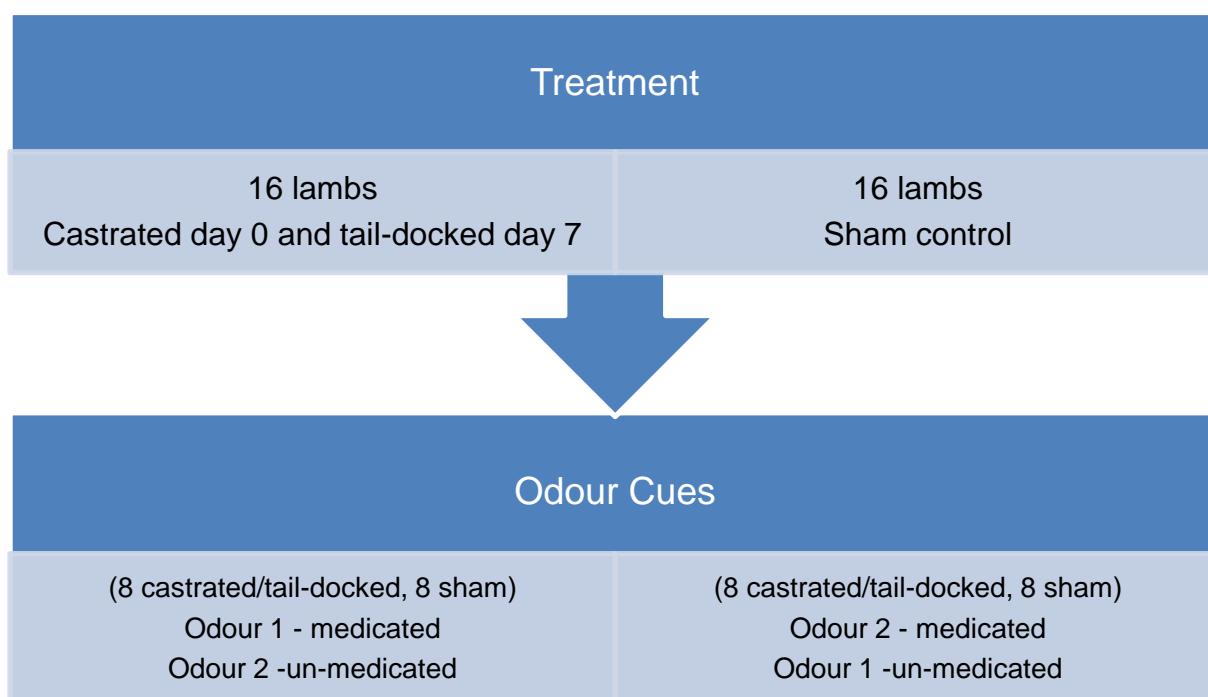 Treatment
16 lambs
Castrated day 0 and tail-docked day 7
16 lambs
Sham control
Odour Cues
(8 castrated/tail-docked, 8 sham)
Odour 1 - medicated
Odour 2 -un-medicated
(8 castrated/tail-docked, 8 sham)
Odour 2 - medicated
Odour 1 -un-medicated